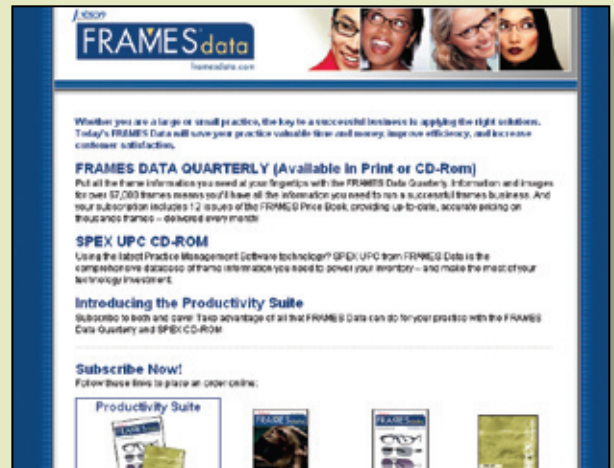 Jobson
FRAMES data
framesdata.com
Whether you are a large or small practice, the key to a successful business is applying the right solutions.
Today's FRAMES Data will save your practice valuable time and money, improve efficiency, and increase
customer satisfaction.
FRAMES DATA QUARTERLY (Available in Print or CD-Rom)
Put all the frame information you need at your fingertips with the FRAMES Data Quarterly. Information and images
for over 67,000 frames means you'll have all the information you need to run a successful frames business. And
your subscription includes 12 issues of the FRAMES Price Book, providing up-to-date, accurate pricing on
thousands frames – delivered every month!
SPEX UPC CD-ROM
Using the latest Practice Management Software technology? SPEX UPC from FRAMES Data is the
comprehensive database of frame information you need to power your inventory – and make the most of your
technology investment.
Introducing the Productivity Suite
Subscribe to both and save! Take advantage of all that FRAMES Data can do for your practice with the FRAMES
Data Quarterly and SPEX CD-ROM
Subscribe Now!
Follow these links to place an order online:
Productivity Suite
FRAMES data
FRAMES data
FRAMES data